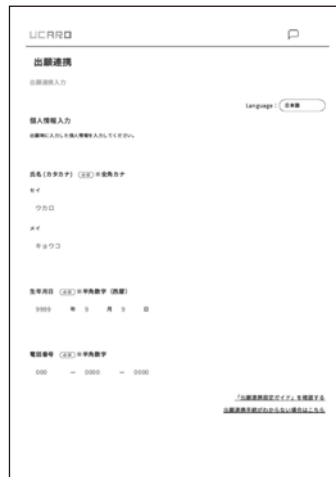 UCARO
出願連携
出願連携入力
Language : 日本語
個人情報入力
出願時に入力した個人情報を入力してください。
氏名(カタカナ) 必須 ※全角カナ
セイ
ウカロ
メイ
キョウコ
生年月日 必須 ※半角数字(西暦)
9999 年 9 月 9 日
電話番号 必須 ※半角数字
000 － 0000 － 0000
「出願連携設定ガイド」を確認する
出願連携手続がわからない場合はこちら